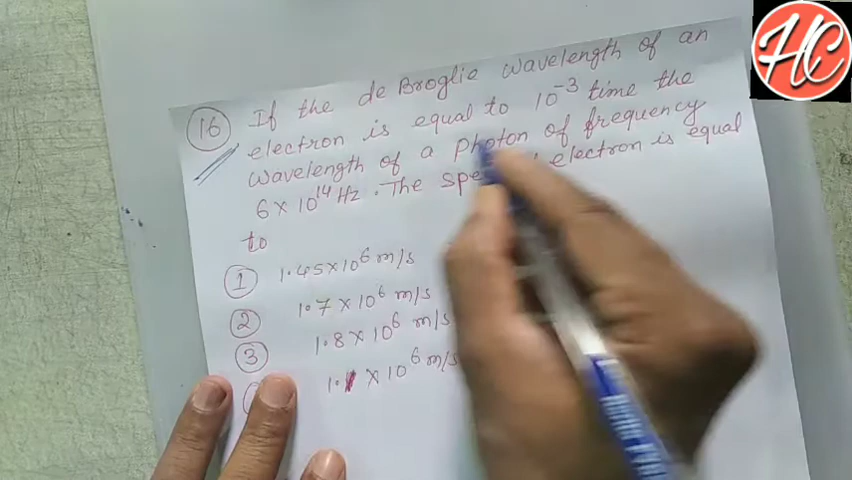 HC
16 If the de Broglie wavelength of an
electron is equal to 10⁻³ time the
wavelength of a photon of frequency
6 × 10¹⁴ Hz. The electron is equal
to
1 1.45×10⁶ m/s
2 1.7 × 10⁶ m/s
3 1.8 × 10⁶ m/s
× 10⁶ m/s